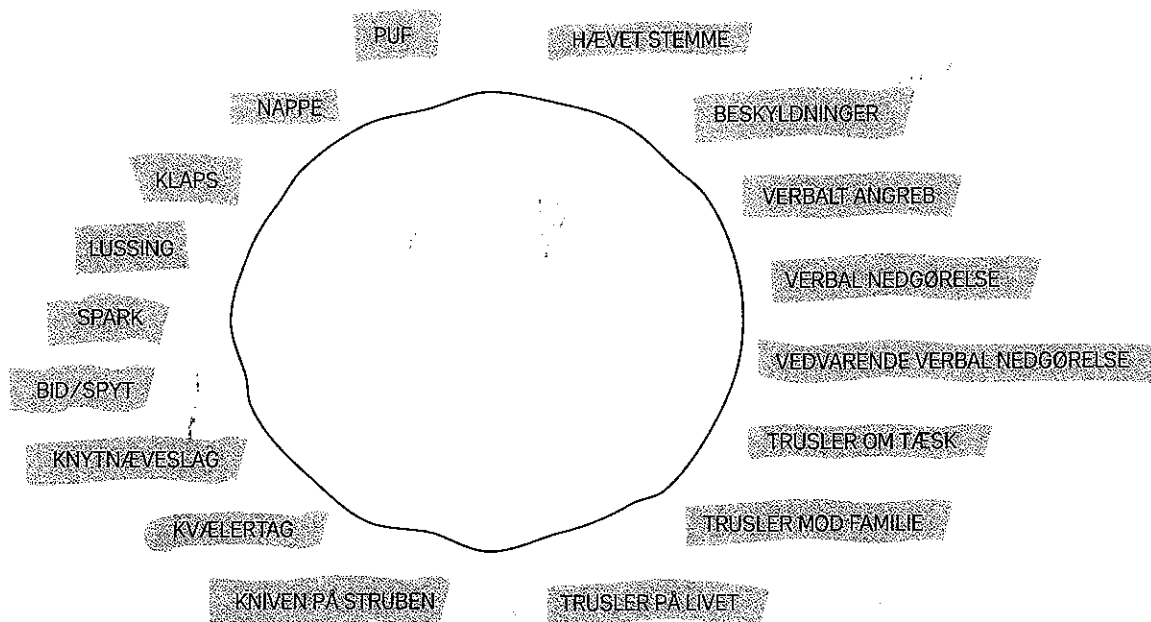 PUF
HÆVET STEMME
NAPPE
BESKYLDNINGER
KLAPS
VERBALT ANGREB
LUSSING
VERBAL NEDGØRELSE
SPARK
VEDVARENDE VERBAL NEDGØRELSE
BID/SPYT
TRUSLER OM TÆSK
KNYTNÆVESLAG
TRUSLER MOD FAMILIE
KVÆLERTAG
KNIVEN PÅ STRUBEN
TRUSLER PÅ LIVET